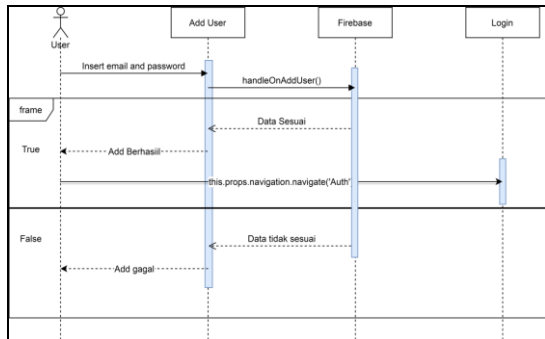 User
Add User
Firebase
Login
Insert email and password
handleOnAddUser()
frame
Data Sesuai
True
Add Berhasiil
this.props.navigation.navigate('Auth'
False
Data tidak sesuai
Add gagal